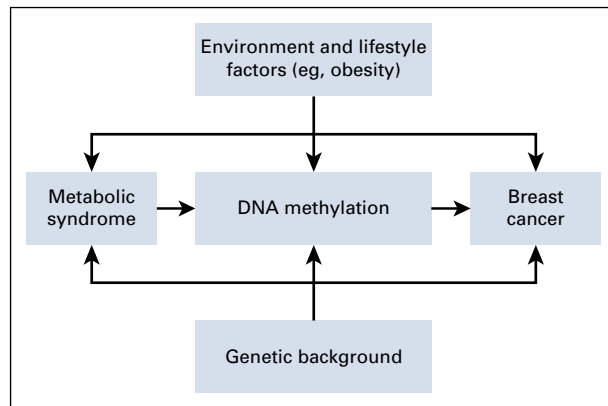 Environment and lifestyle
factors (eg, obesity)
Metabolic
syndrome
DNA methylation
Breast
cancer
Genetic background